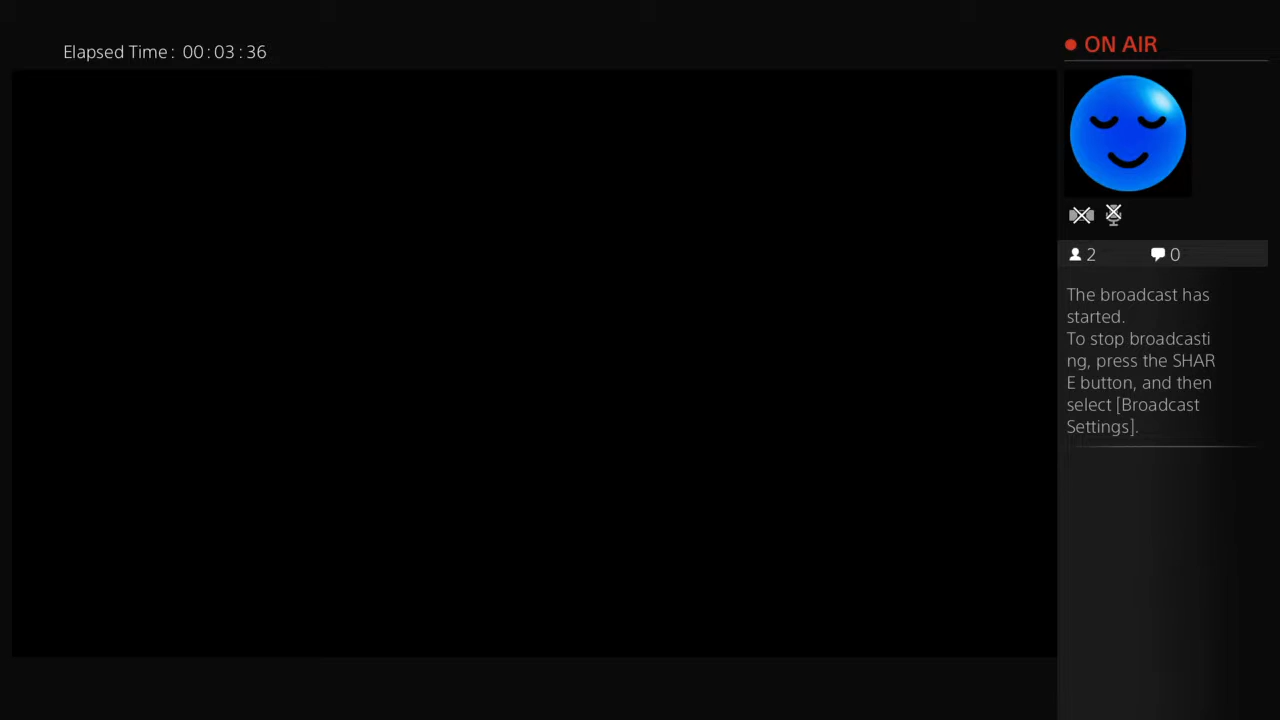 Elapsed Time: 00:03:36
ON AIR
2
0
The broadcast has
started.
To stop broadcasti
ng, press the SHAR
E button, and then
select [Broadcast
Settings].